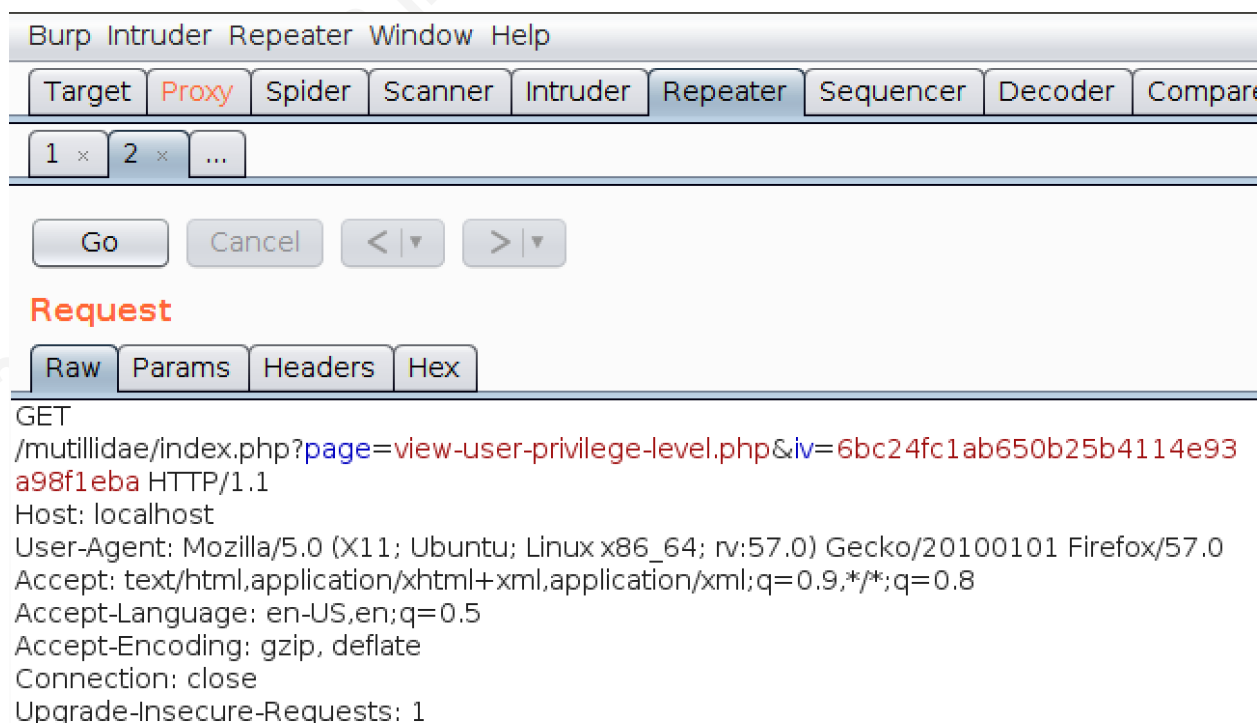 Burp Intruder Repeater Window Help
Target Proxy Spider Scanner Intruder Repeater Sequencer Decoder Compare
1 × 2 × ...
Go Cancel < ▼ > ▼
Request
Raw Params Headers Hex
GET
/mutillidae/index.php?page=view-user-privilege-level.php&iv=6bc24fc1ab650b25b4114e93
a98f1eba HTTP/1.1
Host: localhost
User-Agent: Mozilla/5.0 (X11; Ubuntu; Linux x86_64; rv:57.0) Gecko/20100101 Firefox/57.0
Accept: text/html,application/xhtml+xml,application/xml;q=0.9,*/*;q=0.8
Accept-Language: en-US,en;q=0.5
Accept-Encoding: gzip, deflate
Connection: close
Upgrade-Insecure-Requests: 1